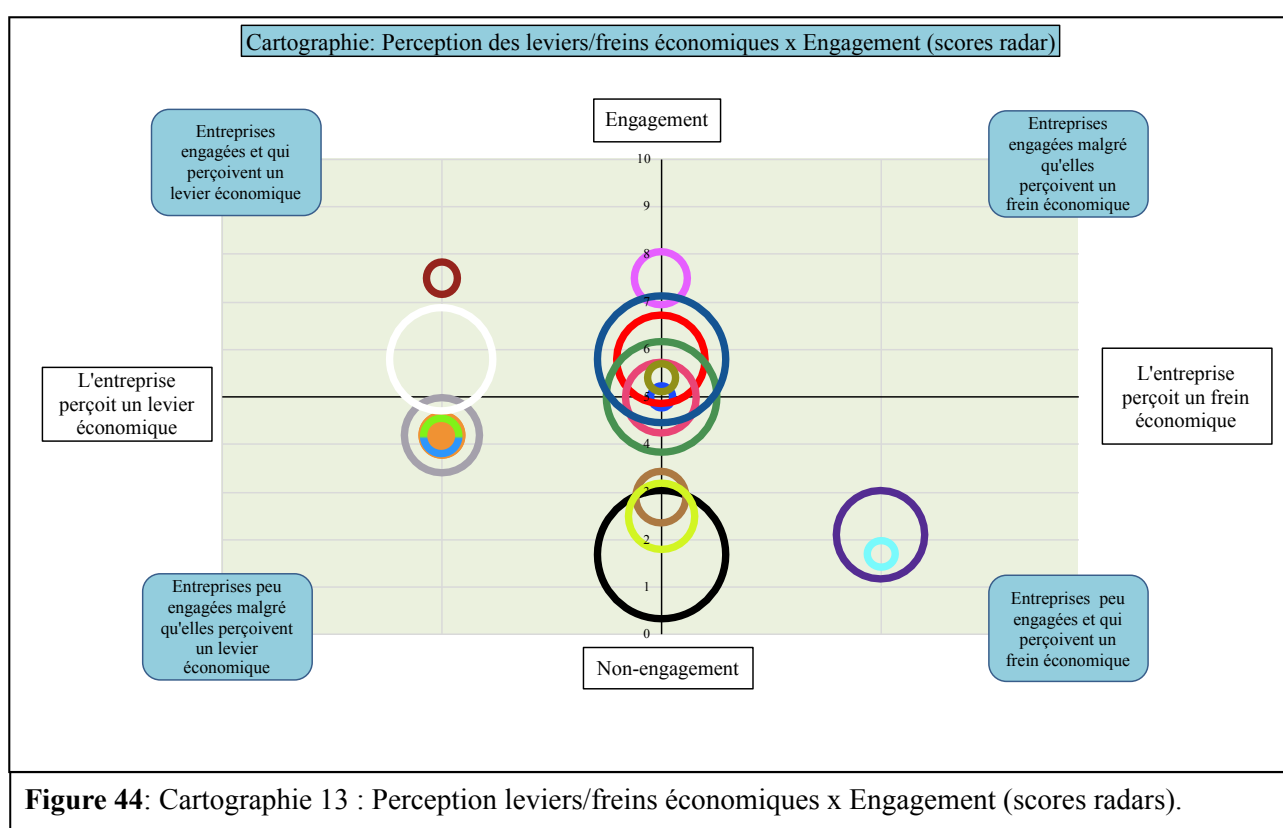 Cartographie: Perception des leviers/freins économiques x Engagement (scores radar)
Entreprises
engagées et qui
perçoivent un
levier économique
Engagement
Entreprises
engagées malgré
qu'elles
perçoivent un
frein économique
10
9
8
7
6
5
4
3
2
1
0
L'entreprise
perçoit un levier
économique
L'entreprise
perçoit un frein
économique
Entreprises peu
engagées malgré
qu'elles perçoivent
un levier
économique
Non-engagement
Entreprises peu
engagées et qui
perçoivent un
frein économique
Figure 44: Cartographie 13 : Perception leviers/freins économiques x Engagement (scores radars).